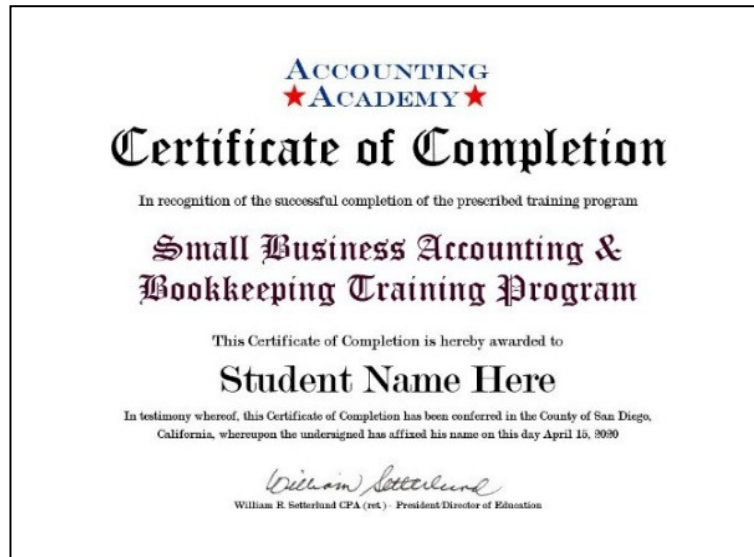 ACCOUNTING
★ACADEMY★
Certificate of Completion
In recognition of the successful completion of the prescribed training program
Small Business Accounting &
Bookkeeping Training Program
This Certificate of Completion is hereby awarded to
Student Name Here
In testimony whereof, this Certificate of Completion has been conferred in the County of San Diego,
California, whereupon the undersigned has affixed his name on this day April 15, 2020
William Setterlund
William R. Setterlund CPA (ret.) - President/Director of Education